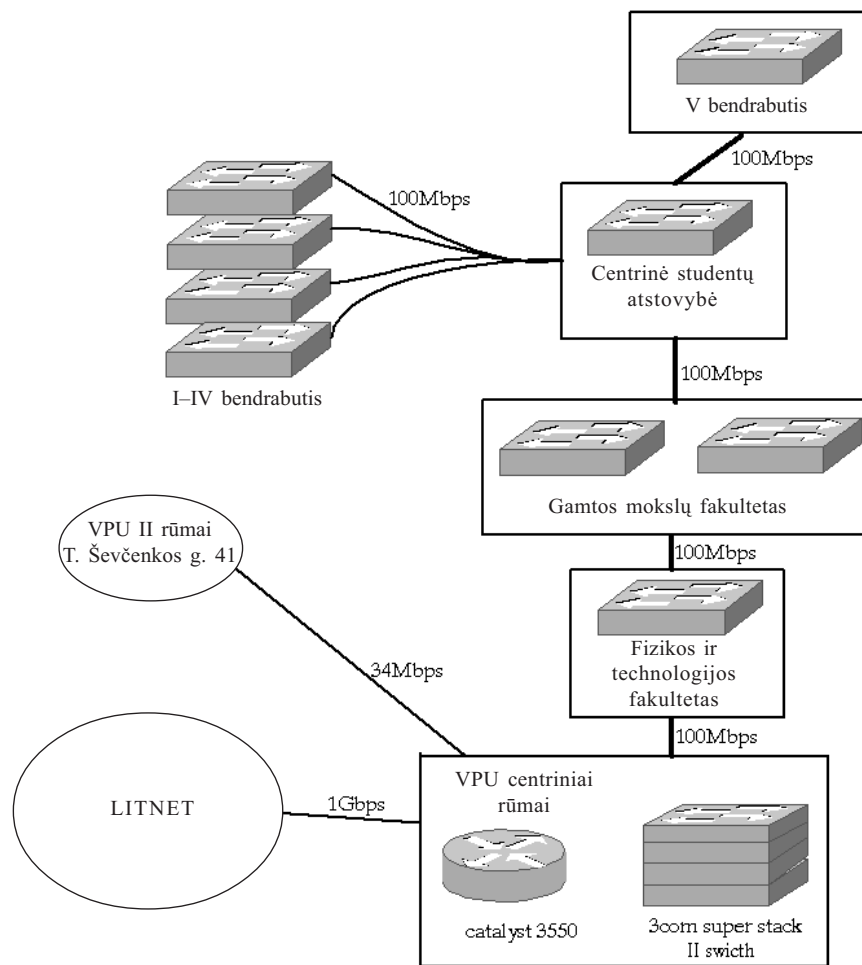 V bendrabutis
100Mbps
100Mbps
Centrinė studentų
atstovybė
I–IV bendrabutis
100Mbps
Gamtos mokslų fakultetas
VPU II rūmai
T. Ševčenkos g. 41
100Mbps
Fizikos ir
technologijos
fakultetas
34Mbps
100Mbps
VPU centriniai
rūmai
LITNET
1Gbps
catalyst 3550
3com super stack
II swicth